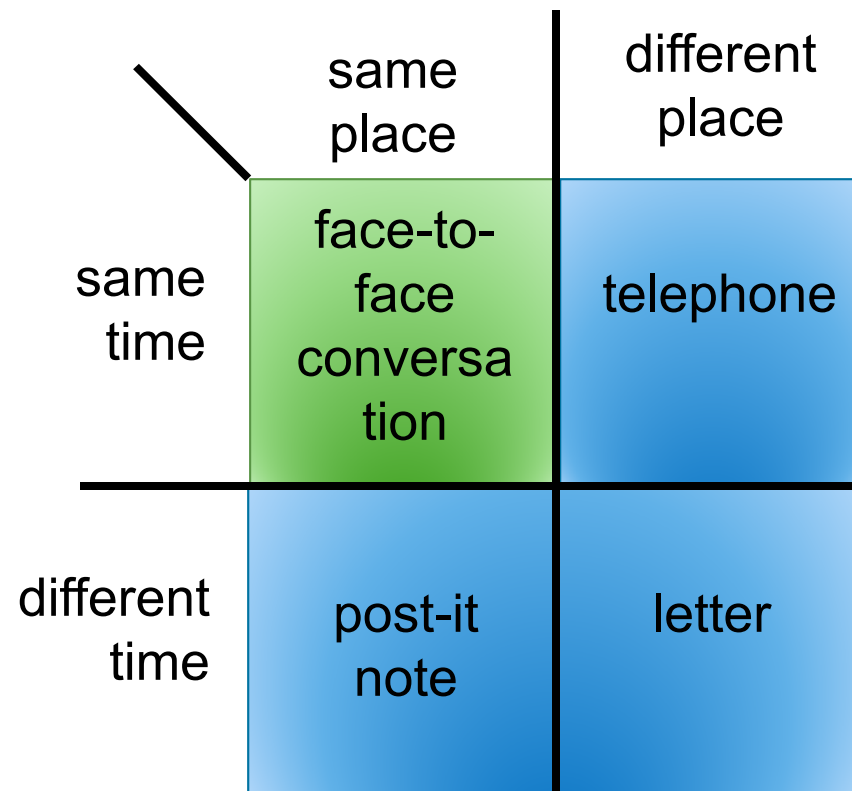 same
place
different
place
same
time
face-to-
face
conversa
tion
telephone
different
time
post-it
note
letter